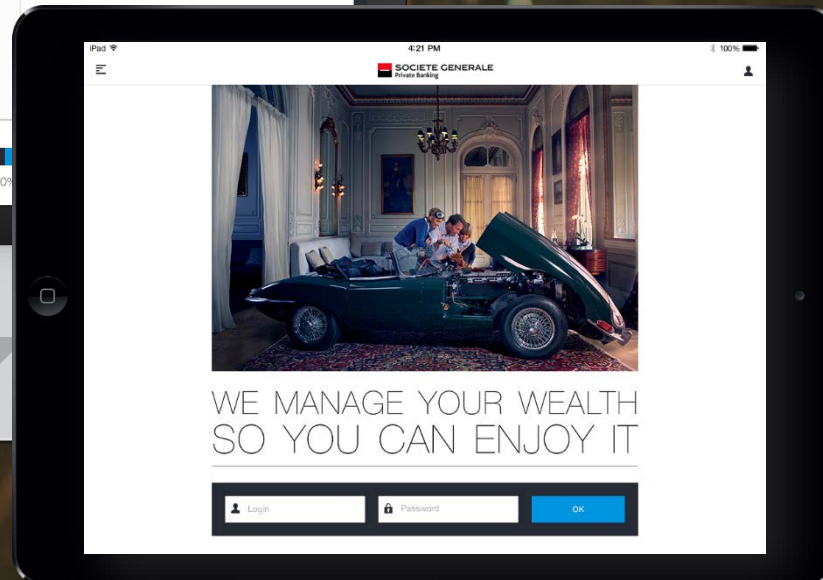 iPad
4:21 PM
100%
SOCIETE GENERALE
Private Banking
WE MANAGE YOUR WEALTH
SO YOU CAN ENJOY IT
Login
Password
OK
0%